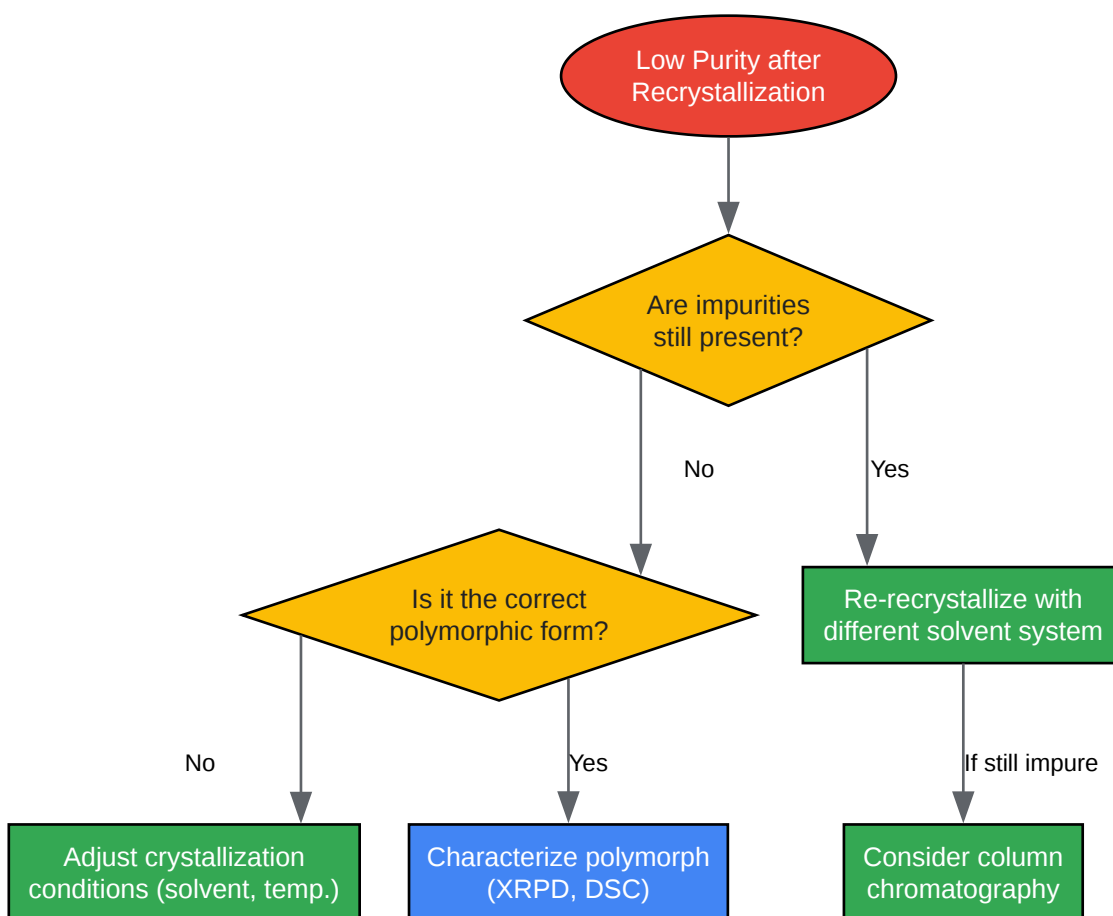 Low Purity after
Recrystallization
Are impurities
still present?
No
Yes
Is it the correct
polymorphic form?
Re-recrystallize with
different solvent system
No
Yes
If still impure
Adjust crystallization
conditions (solvent, temp.)
Characterize polymorph
(XRPD, DSC)
Consider column
chromatography